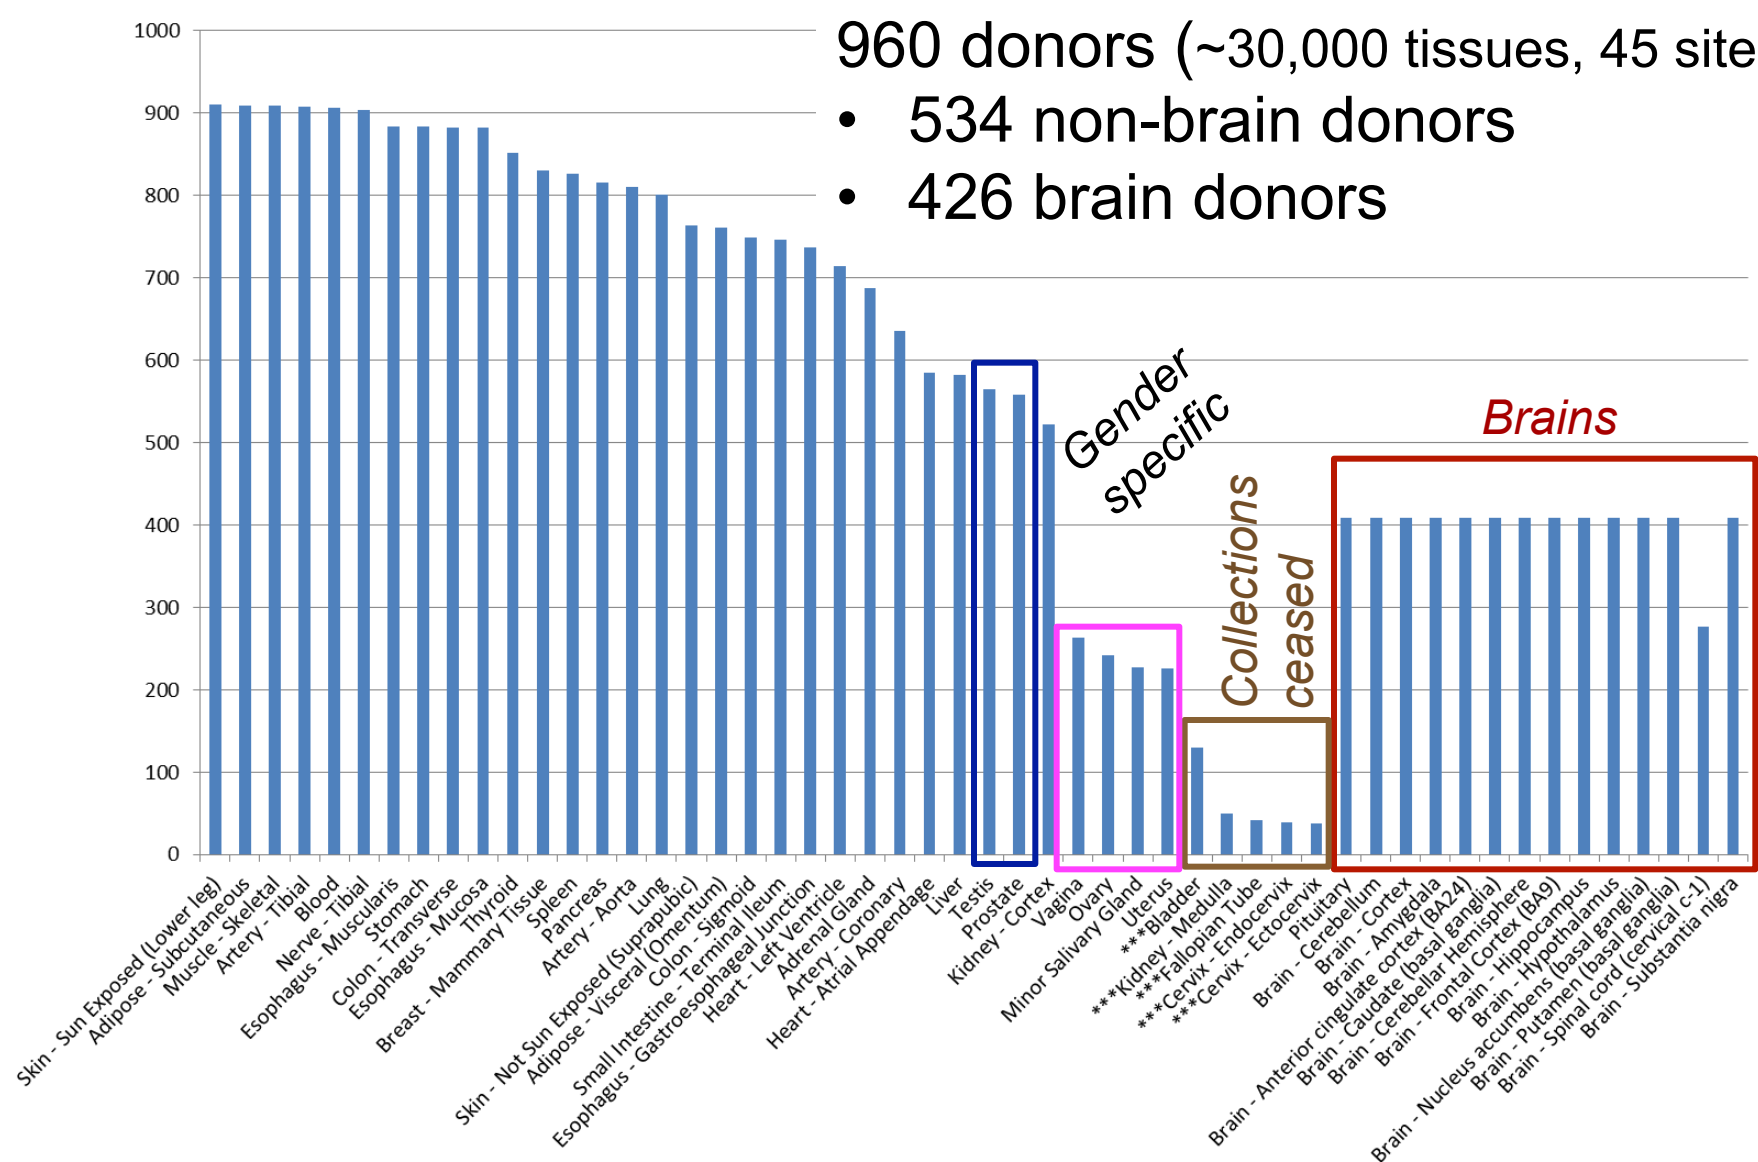 960 donors (~30,000 tissues, 45 site
• 534 non-brain donors
• 426 brain donors
1000
900
800
700
600
500
400
300
200
100
0
Gender
specific
Collections
ceased
Brains
Skin - Sun Exposed (Lower leg)
Adipose - Subcutaneous
Muscle - Skeletal
Artery - Tibial
Blood
Nerve - Tibial
Esophagus - Muscularis
Stomach
Colon - Transverse
Esophagus - Mucosa
Thyroid
Breast - Mammary Tissue
Spleen
Pancreas
Artery - Aorta
Lung
Skin - Not Sun Exposed (Suprapubic)
Adipose - Visceral (Omentum)
Colon - Sigmoid
Small Intestine - Terminal Ileum
Esophagus - Gastroesophageal Junction
Heart - Left Ventricle
Adrenal Gland
Artery - Coronary
Heart - Atrial Appendage
Liver
Testis
Prostate
Kidney - Cortex
Vagina
Ovary
Minor Salivary Gland
Uterus
***Bladder
***Kidney - Medulla
***Fallopian Tube
***Cervix - Endocervix
***Cervix - Ectocervix
Pituitary
Brain - Cerebellum
Brain - Cortex
Brain - Amygdala
Brain - Anterior cingulate cortex (BA24)
Brain - Caudate (basal ganglia)
Brain - Cerebellar Hemisphere
Brain - Frontal Cortex (BA9)
Brain - Hippocampus
Brain - Hypothalamus
Brain - Nucleus accumbens (basal ganglia)
Brain - Putamen (basal ganglia)
Brain - Spinal cord (cervical c-1)
Brain - Substantia nigra